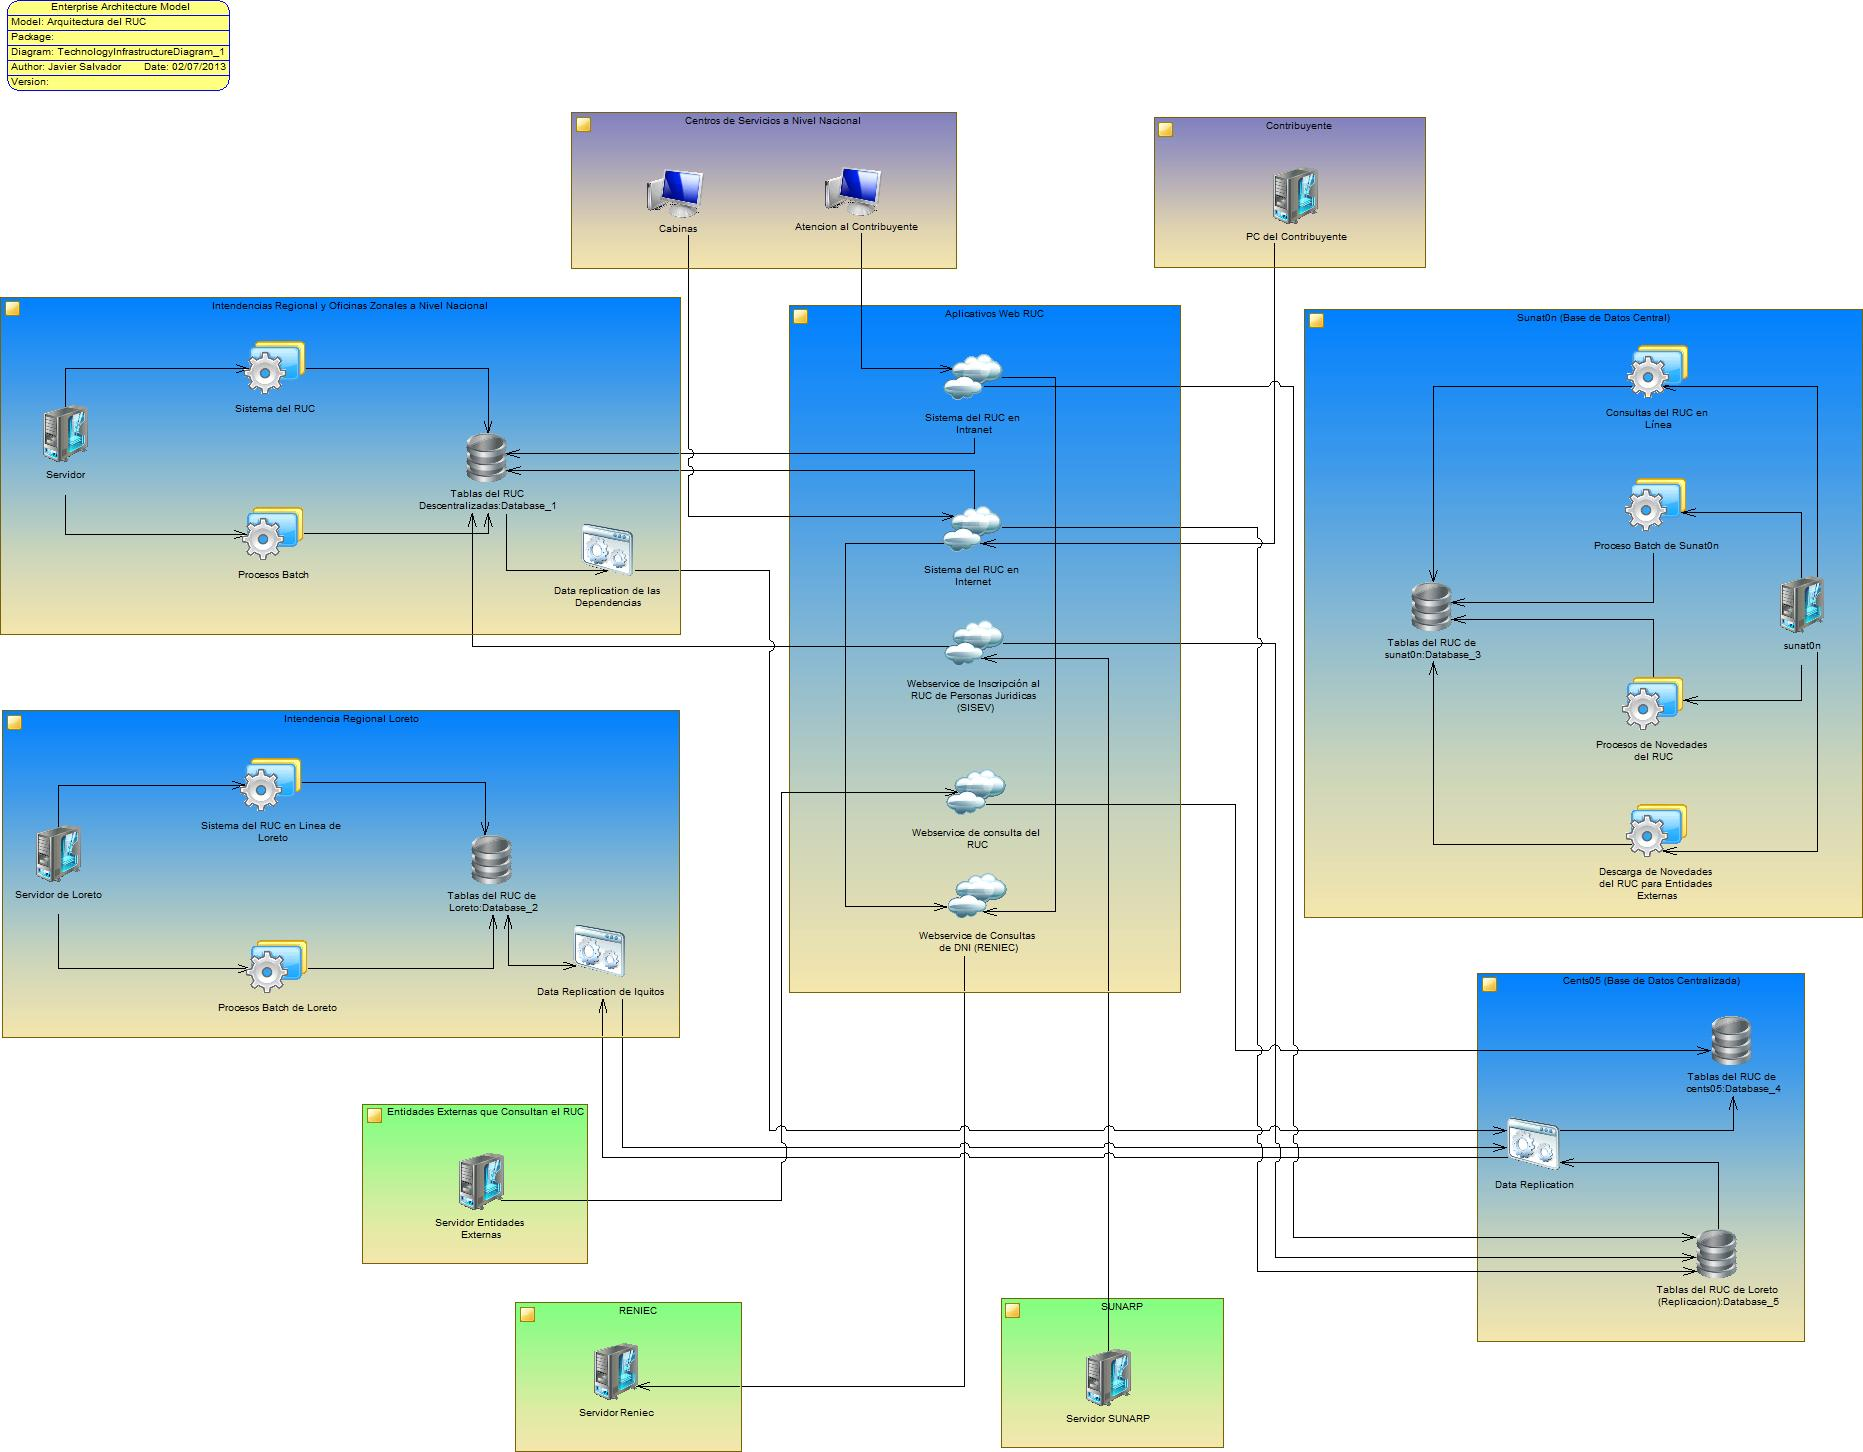 Enterprise Architecture Model
Model: Arquitectura del RUC
Package:
Diagram: TechnologyInfrastructureDiagram_1
Author: Javier Salvador Date: 02/07/2013
Version:
Centros de Servicios a Nivel Nacional
Cabinas
Atencion al Contribuyente
Contribuyente
PC del Contribuyente
Intendencias Regional y Oficinas Zonales a Nivel Nacional
Servidor
Sistema del RUC
Procesos Batch
Tablas del RUC
Descentralizadas:Database_1
Data replication de las
Dependencias
Aplicativos Web RUC
Sistema del RUC en
Intranet
Sistema del RUC en
Internet
Webservice de Inscripción al
RUC de Personas Juridicas
(SISEV)
Webservice de consulta del
RUC
Webservice de Consultas
de DNI (RENIEC)
Sunat0n (Base de Datos Central)
Consultas del RUC en
Línea
Proceso Batch de Sunat0n
Tablas del RUC de
sunat0n:Database_3
sunat0n
Procesos de Novedades
del RUC
Descarga de Novedades
del RUC para Entidades
Externas
Intendencia Regional Loreto
Servidor de Loreto
Sistema del RUC en Linea de
Loreto
Tablas del RUC de
Loreto:Database_2
Procesos Batch de Loreto
Data Replication de Iquitos
Cents05 (Base de Datos Centralizada)
Tablas del RUC de
cents05:Database_4
Data Replication
Tablas del RUC de Loreto
(Replicacion):Database_5
Entidades Externas que Consultan el RUC
Servidor Entidades
Externas
RENIEC
Servidor Reniec
SUNARP
Servidor SUNARP